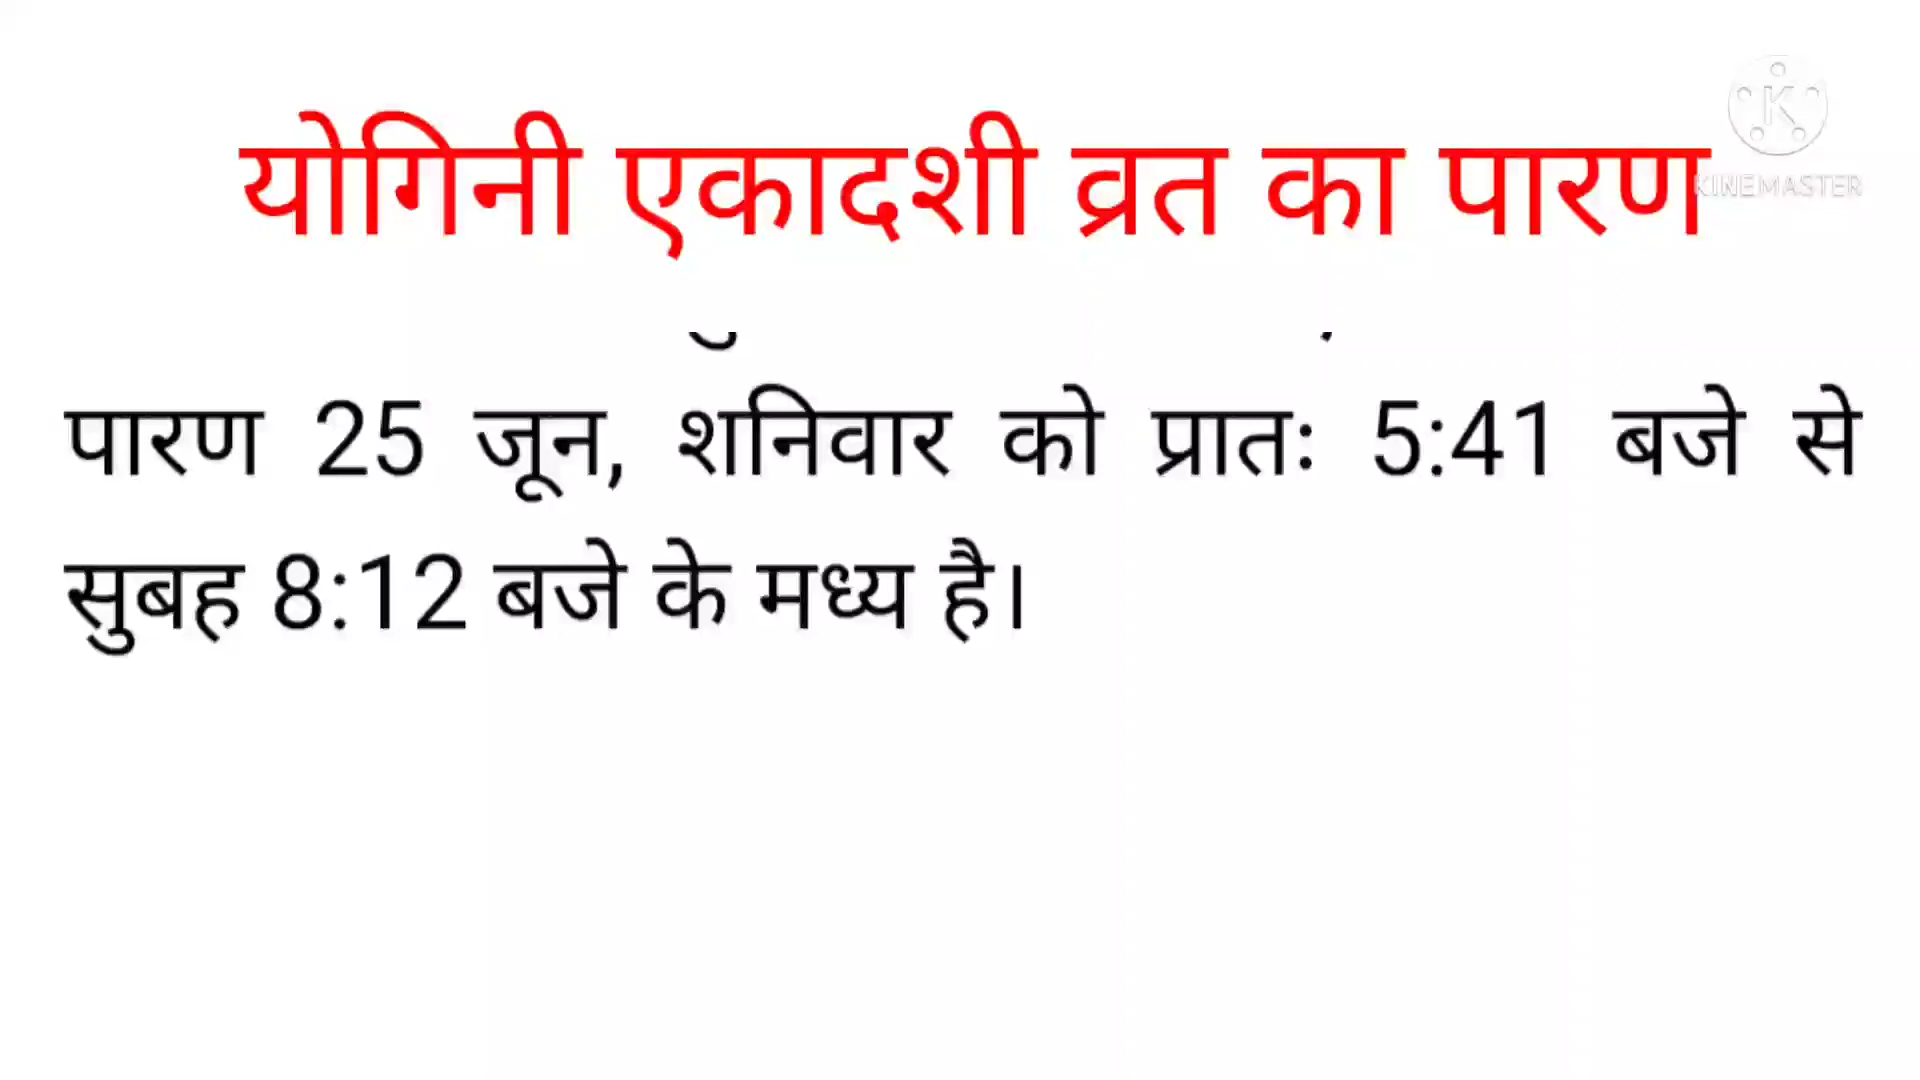 योगिनी एकादशी व्रत का पारण
KINEMASTER
पारण 25 जून, शनिवार को प्रातः 5:41 बजे से
सुबह 8:12 बजे के मध्य है।